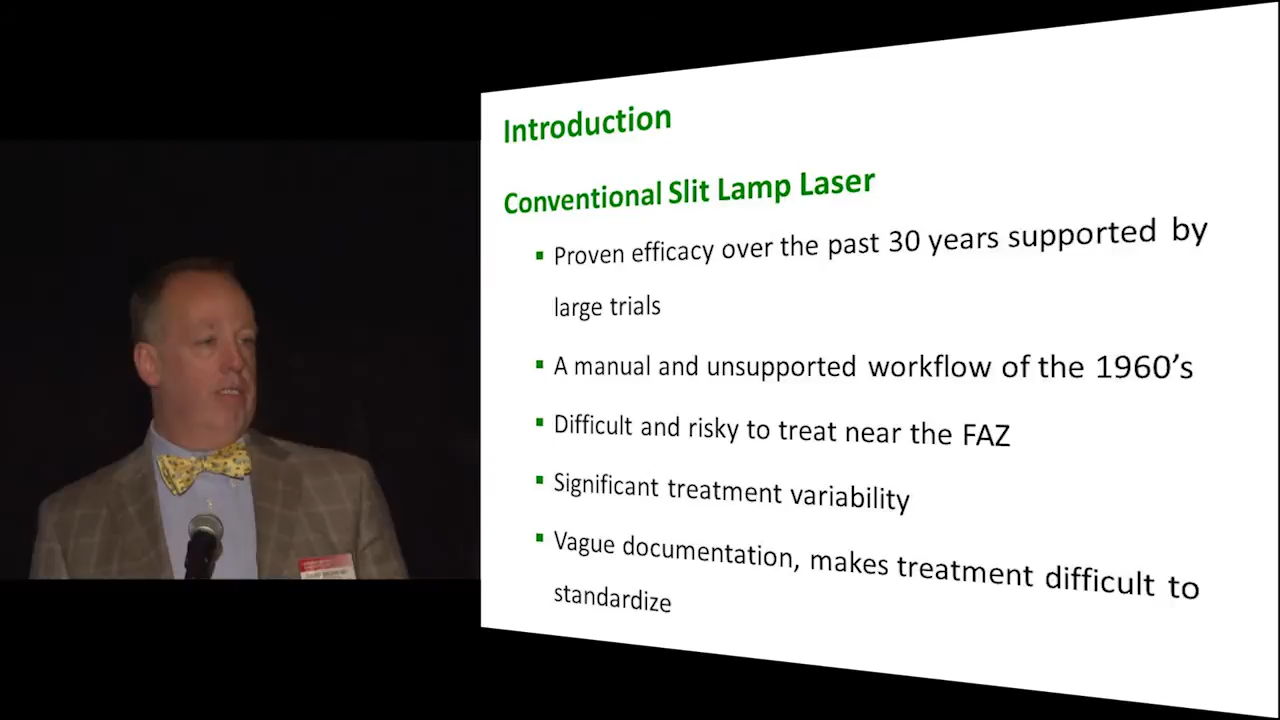 Introduction
Conventional Slit Lamp Laser
▪ Proven efficacy over the past 30 years supported by
large trials
▪ A manual and unsupported workflow of the 1960’s
▪ Difficult and risky to treat near the FAZ
▪ Significant treatment variability
▪ Vague documentation, makes treatment difficult to
standardize